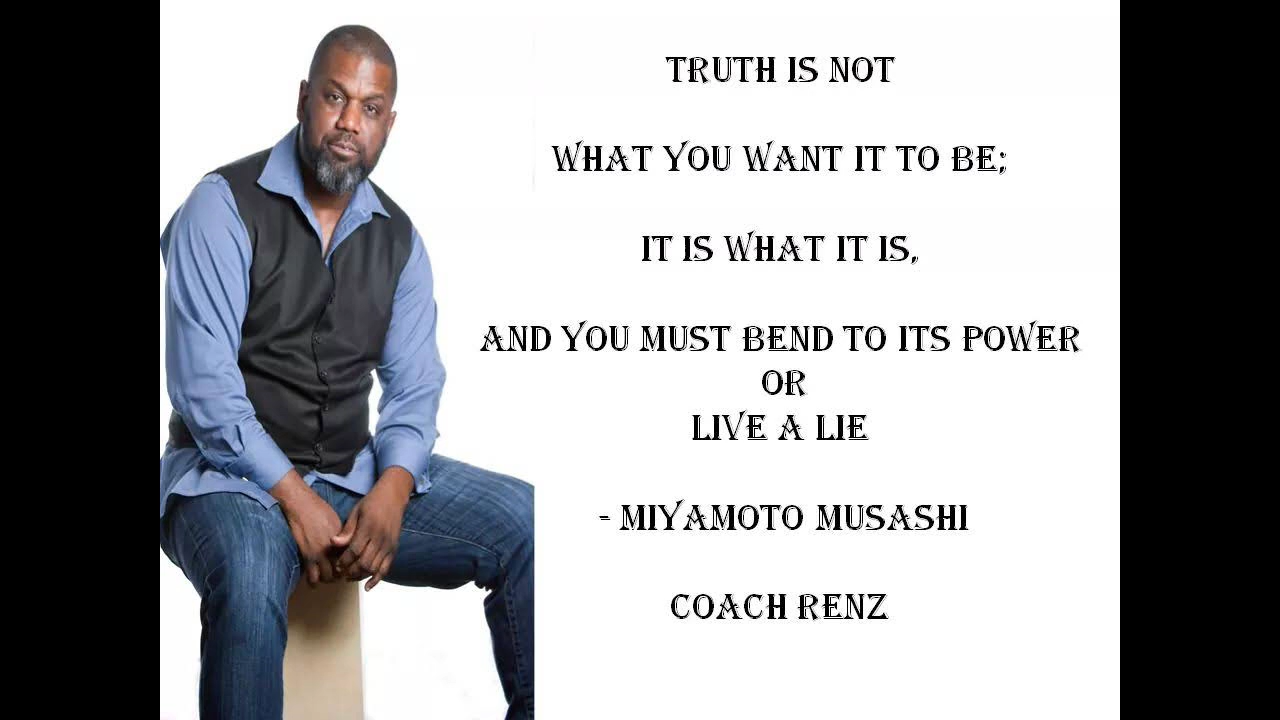 TRUTH IS NOT
WHAT YOU WANT IT TO BE;
IT IS WHAT IT IS,
AND YOU MUST BEND TO ITS POWER
OR
LIVE A LIE
- MIYAMOTO MUSASHI
COACH RENZ